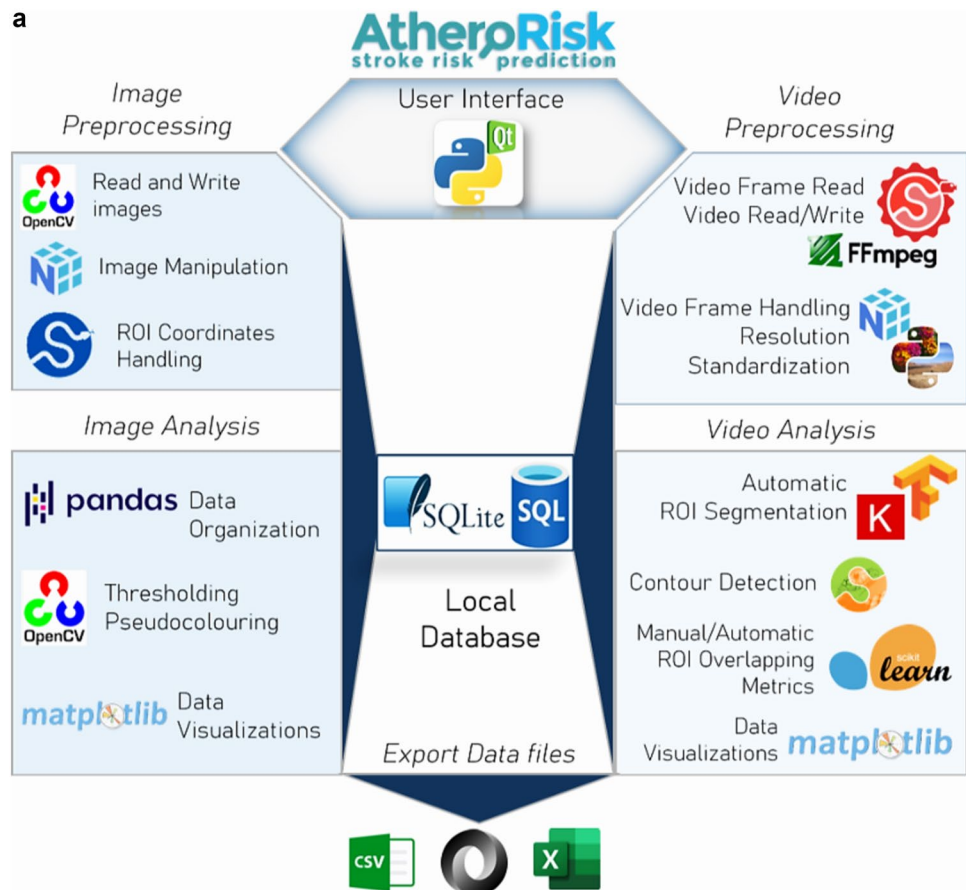 a
AtheroRisk
stroke risk prediction
User Interface
Qt
Image
Preprocessing
OpenCV
Read and Write
images
N
Image Manipulation
ROI Coordinates
Handling
Image Analysis
pandas
Data
Organization
OpenCV
Thresholding
Pseudocolouring
matplotlib
Data
Visualizations
SQLite
SQL
Local
Database
Export Data files
Video
Preprocessing
Video Frame Read
Video Read/Write
FFmpeg
Video Frame Handling
Resolution
Standardization
N
Video Analysis
Automatic
ROI Segmentation
K
Contour Detection
Manual/Automatic
ROI Overlapping
Metrics
scikit
learn
Data
Visualizations
matplotlib
CSV
X